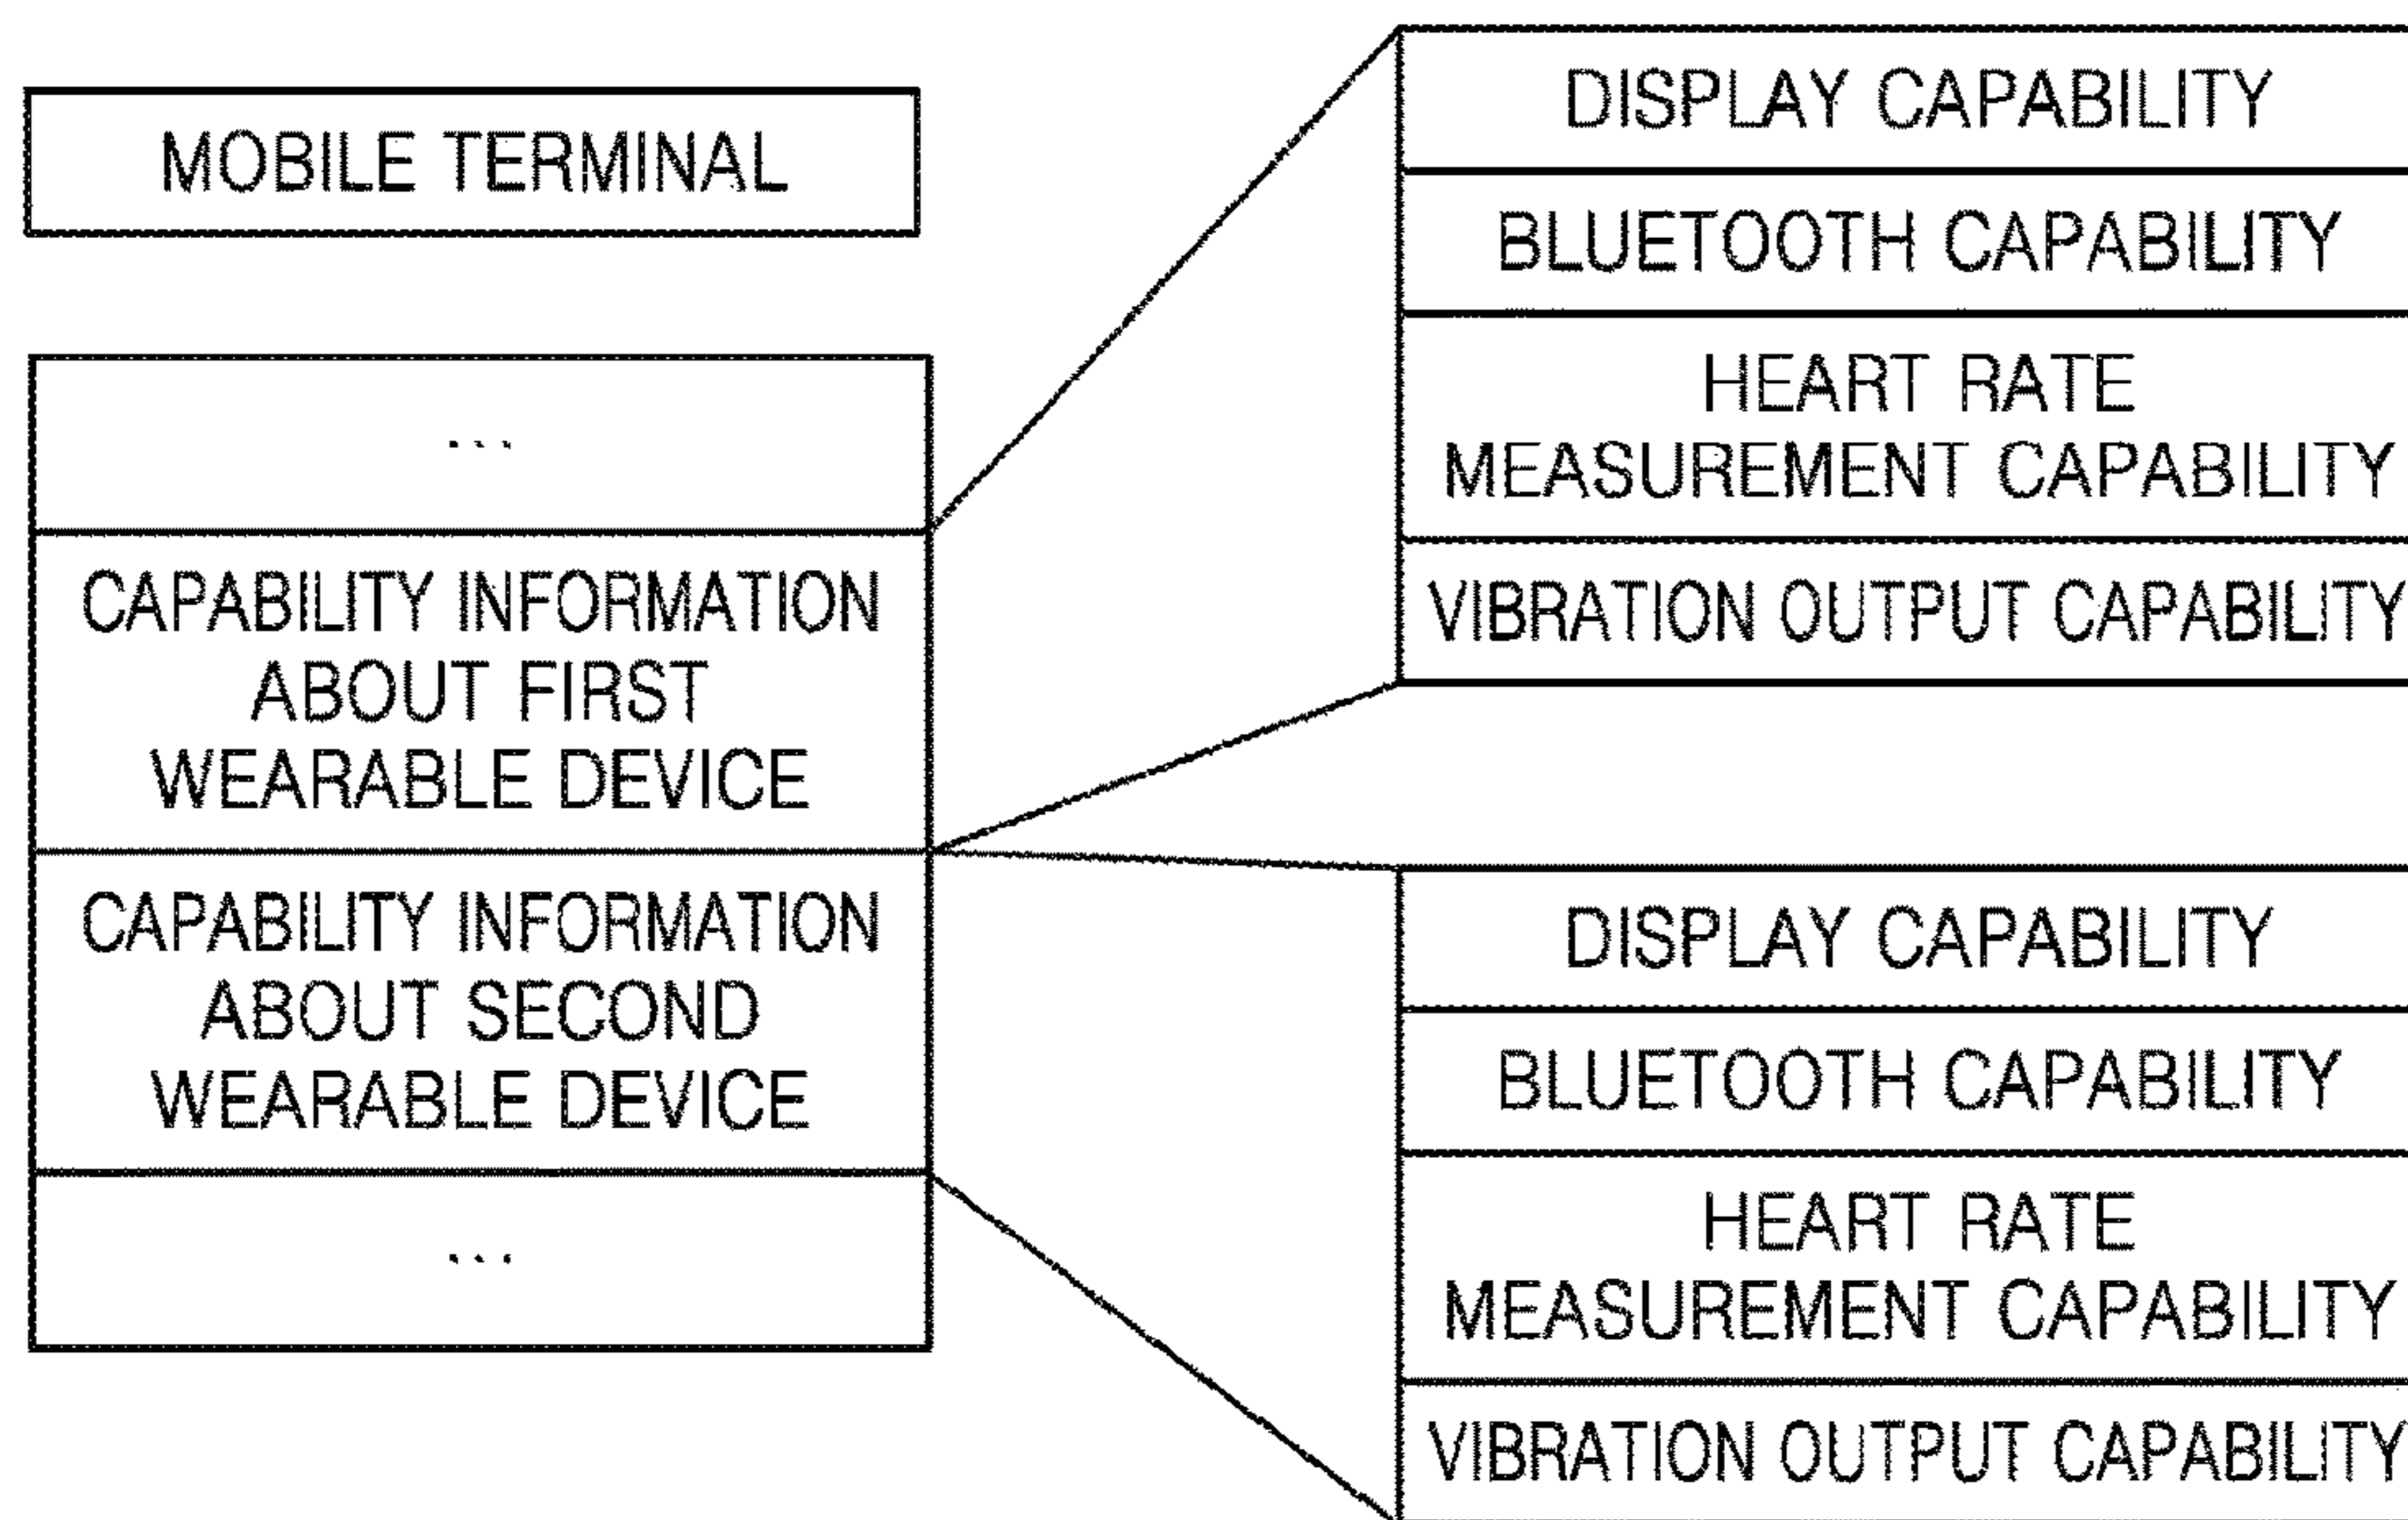 MOBILE TERMINAL
...
CAPABILITY INFORMATION
ABOUT FIRST
WEARABLE DEVICE
CAPABILITY INFORMATION
ABOUT SECOND
WEARABLE DEVICE
...
DISPLAY CAPABILITY
BLUETOOTH CAPABILITY
HEART RATE
MEASUREMENT CAPABILITY
VIBRATION OUTPUT CAPABILITY
DISPLAY CAPABILITY
BLUETOOTH CAPABILITY
HEART RATE
MEASUREMENT CAPABILITY
VIBRATION OUTPUT CAPABILITY